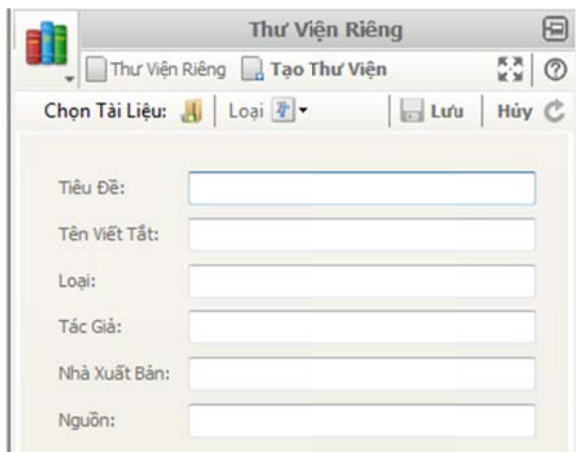 Thư Viện Riêng
Thư Viện Riêng Tạo Thư Viện
Chọn Tài Liệu: Loại Lưu Hủy
Tiêu Đề:
Tên Viết Tắt:
Loại:
Tác Giả:
Nhà Xuất Bản:
Nguồn: